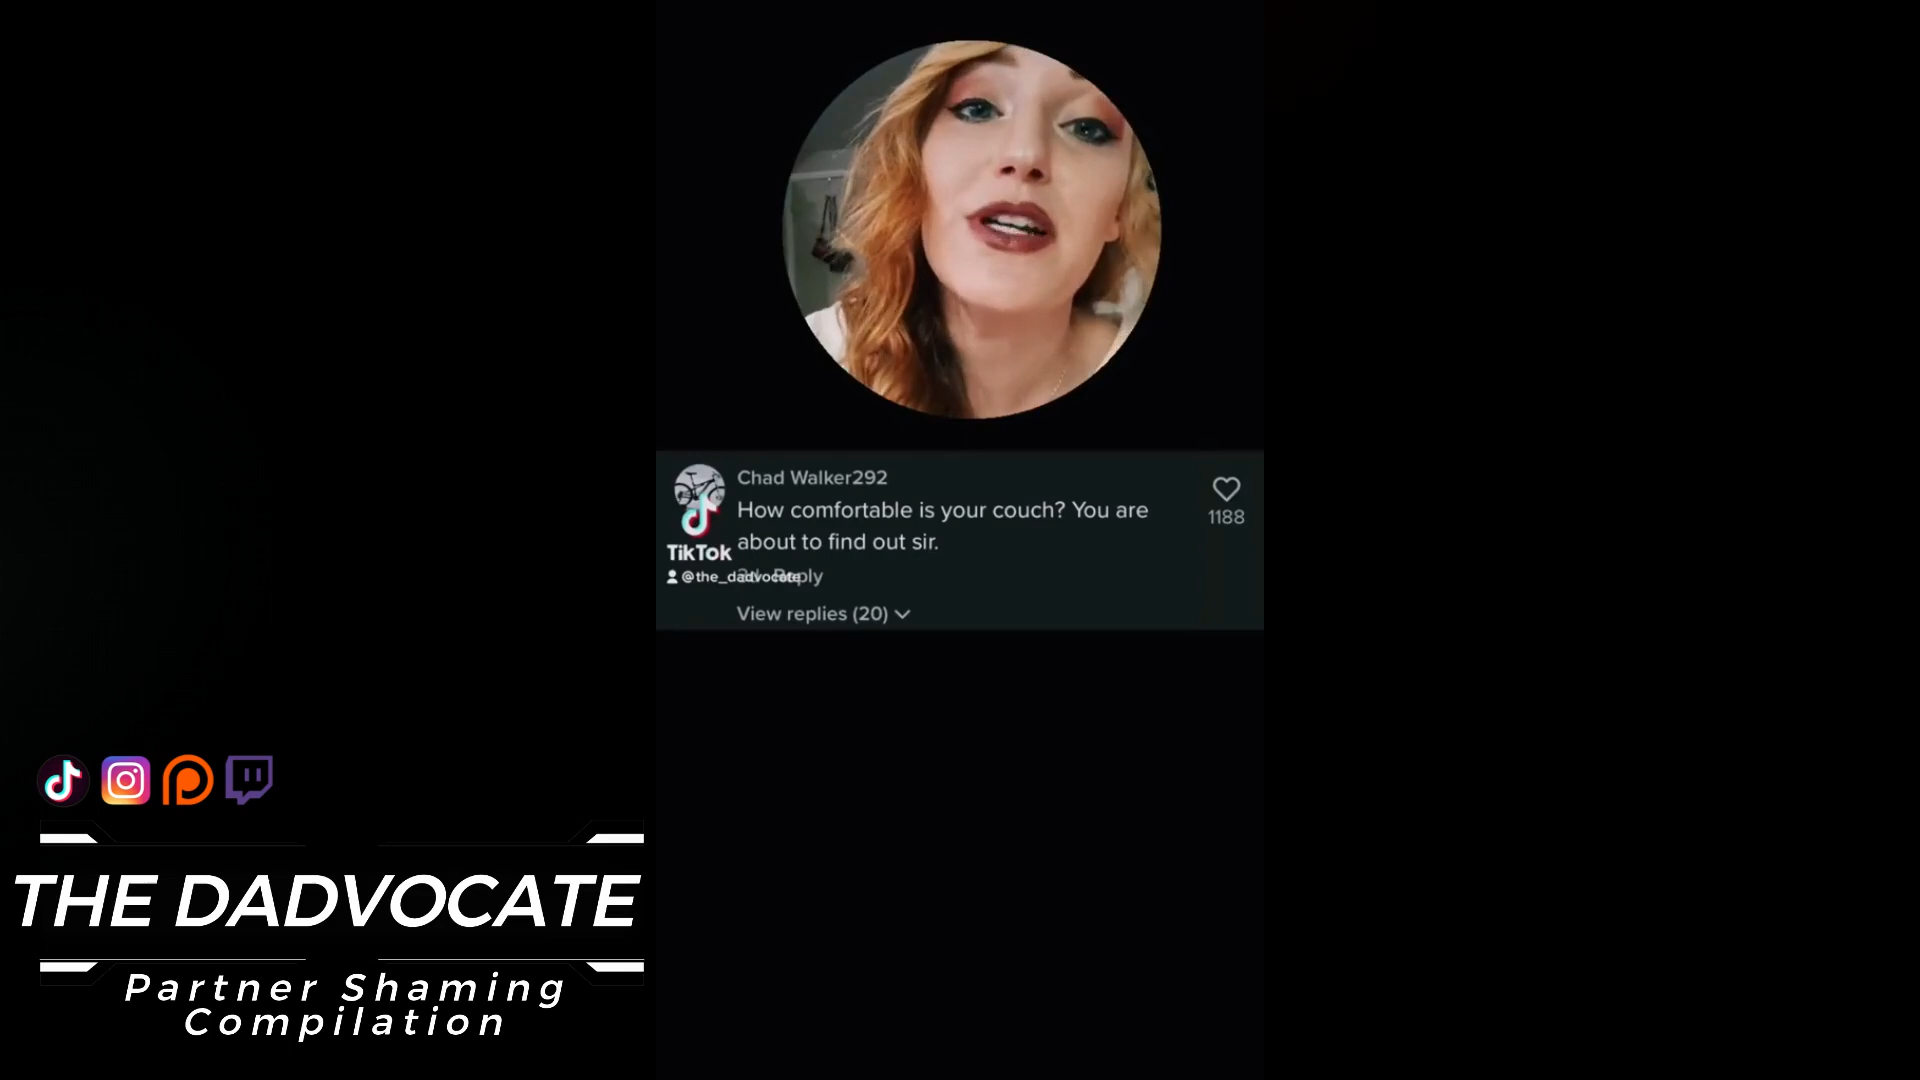 Chad Walker292
How comfortable is your couch? You are
about to find out sir.
1188
TikTok
@the_dadvocate
Reply
View replies (20)
THE DADVOCATE
Partner Shaming
Compilation